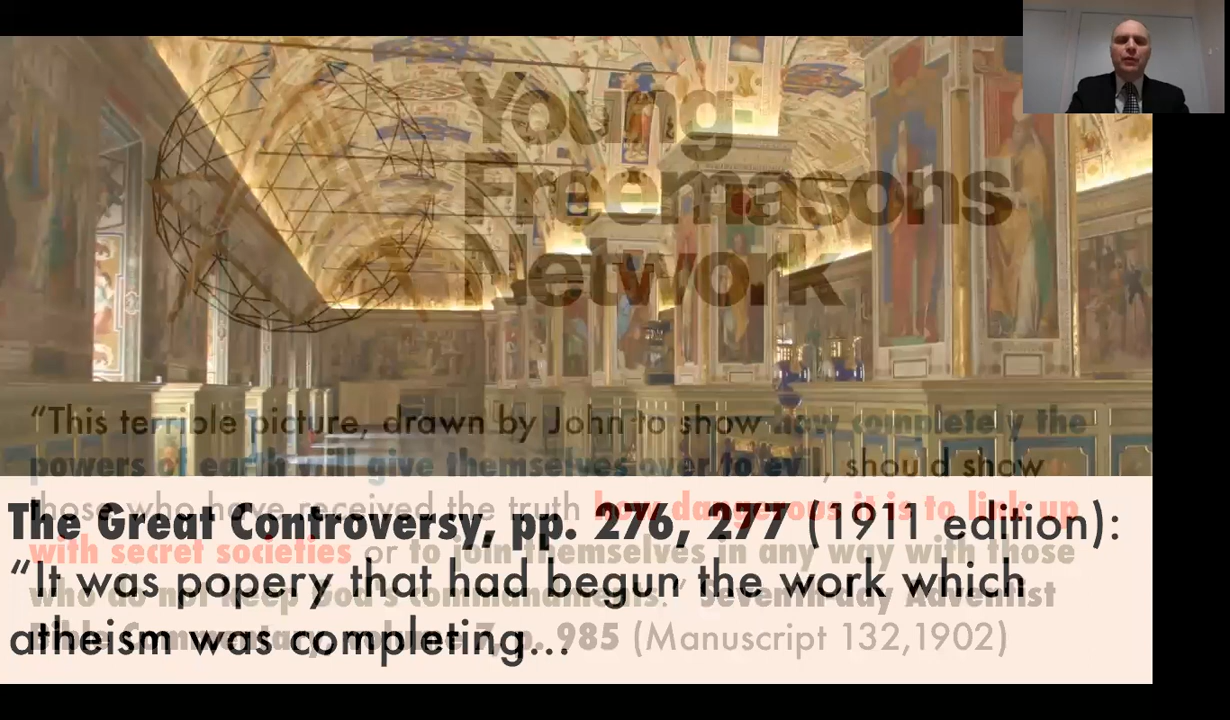 Young
Freemasons
Network
“This terrible picture, drawn by John to show how completely the
powers of earth will give themselves over to evil, should show
those who have received the truth how dangerous it is to link up
with secret societies or to join themselves in any way with those
who do not keep God's commandments.” Seventh-day Adventist
Bible Commentary, volume 7, p. 985 (Manuscript 132,1902)
The Great Controversy, pp. 276, 277 (1911 edition):
“It was popery that had begun the work which
atheism was completing...